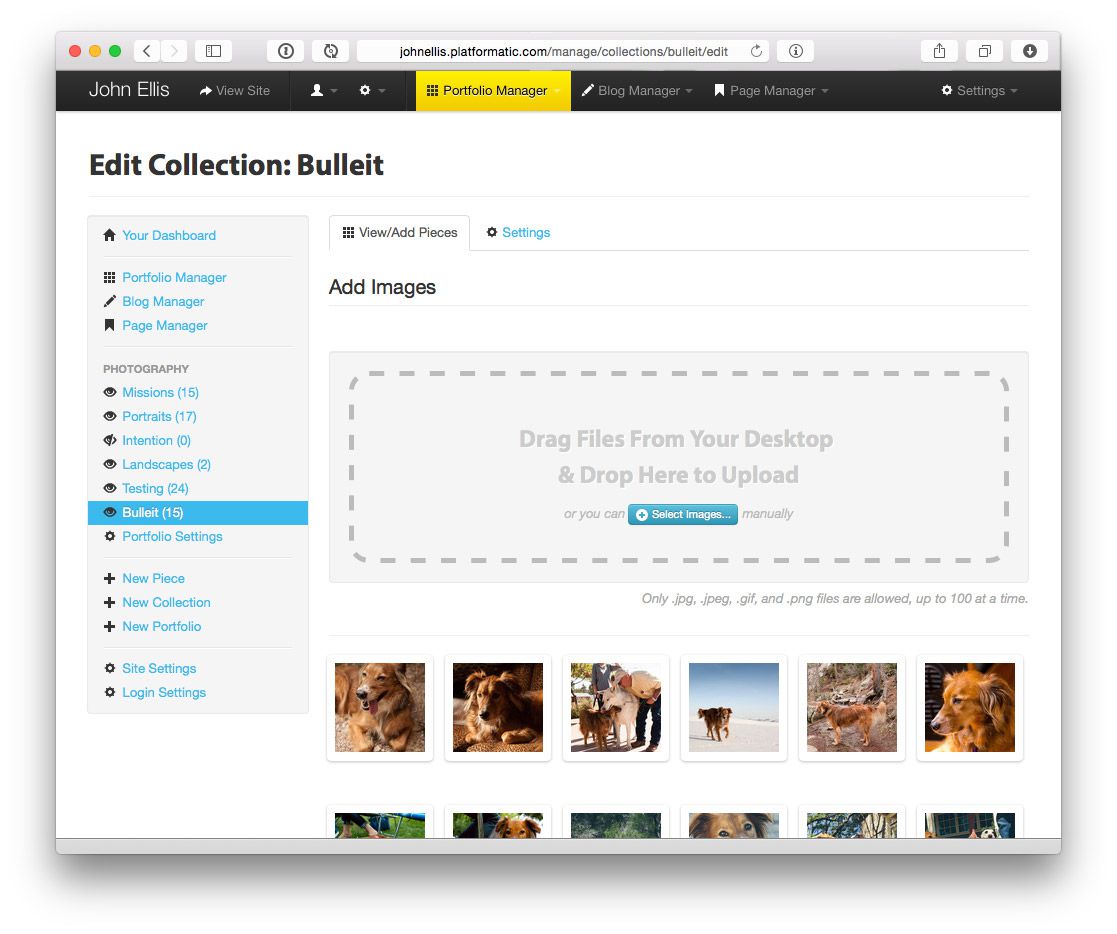 johnellis.platformatic.com/manage/collections/bulleit/edit
John Ellis View Site Portfolio Manager Blog Manager Page Manager Settings
Edit Collection: Bulleit
Your Dashboard
Portfolio Manager
Blog Manager
Page Manager
PHOTOGRAPHY
Missions (15)
Portraits (17)
Intention (0)
Landscapes (2)
Testing (24)
Bulleit (15)
Portfolio Settings
New Piece
New Collection
New Portfolio
Site Settings
Login Settings
View/Add Pieces Settings
Add Images
Drag Files From Your Desktop
& Drop Here to Upload
or you can Select Images... manually
Only .jpg, .jpeg, .gif, and .png files are allowed, up to 100 at a time.